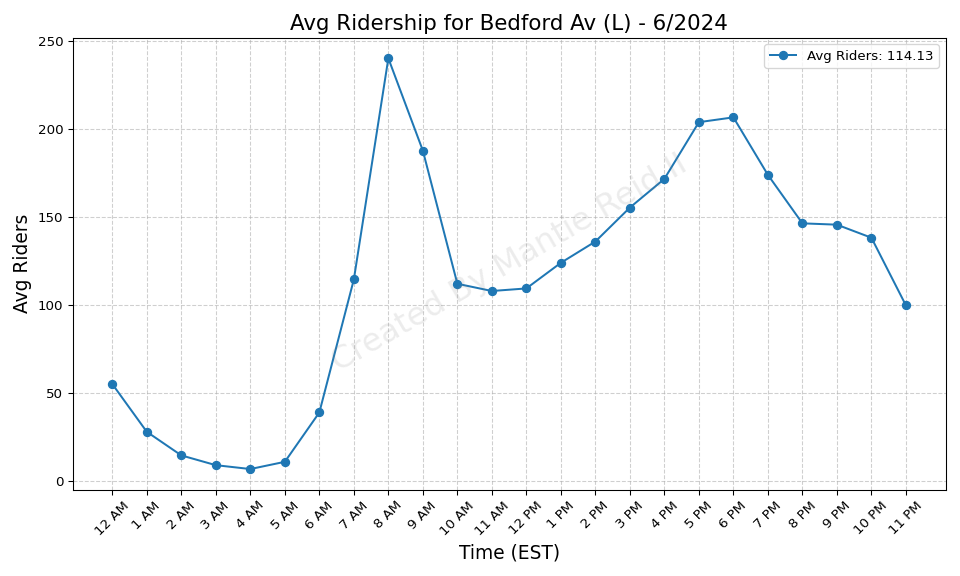 Avg Ridership for Bedford Av (L) - 6/2024
Avg Riders: 114.13
Avg Riders
250
200
150
100
50
0
12 AM
1 AM
2 AM
3 AM
4 AM
5 AM
6 AM
7 AM
8 AM
9 AM
10 AM
11 AM
12 PM
1 PM
2 PM
3 PM
4 PM
5 PM
6 PM
7 PM
8 PM
9 PM
10 PM
11 PM
Time (EST)
Created By Mantie Reid